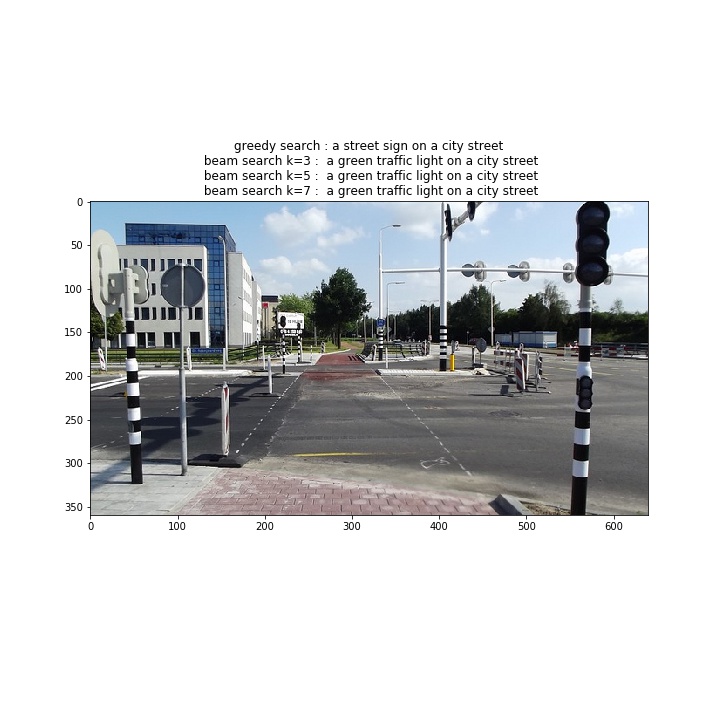 greedy search : a street sign on a city street
beam search k=3 :  a green traffic light on a city street
beam search k=5 :  a green traffic light on a city street
beam search k=7 :  a green traffic light on a city street
0
50
100
150
200
250
300
350
0 100 200 300 400 500 600